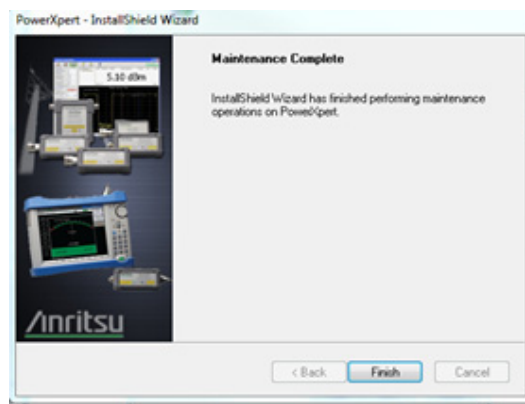 PowerXpert - InstallShield Wizard
5.10 dBm
Maintenance Complete
InstallShield Wizard has finished performing maintenance
operations on PowerXpert.
Anritsu
< Back
Finish
Cancel